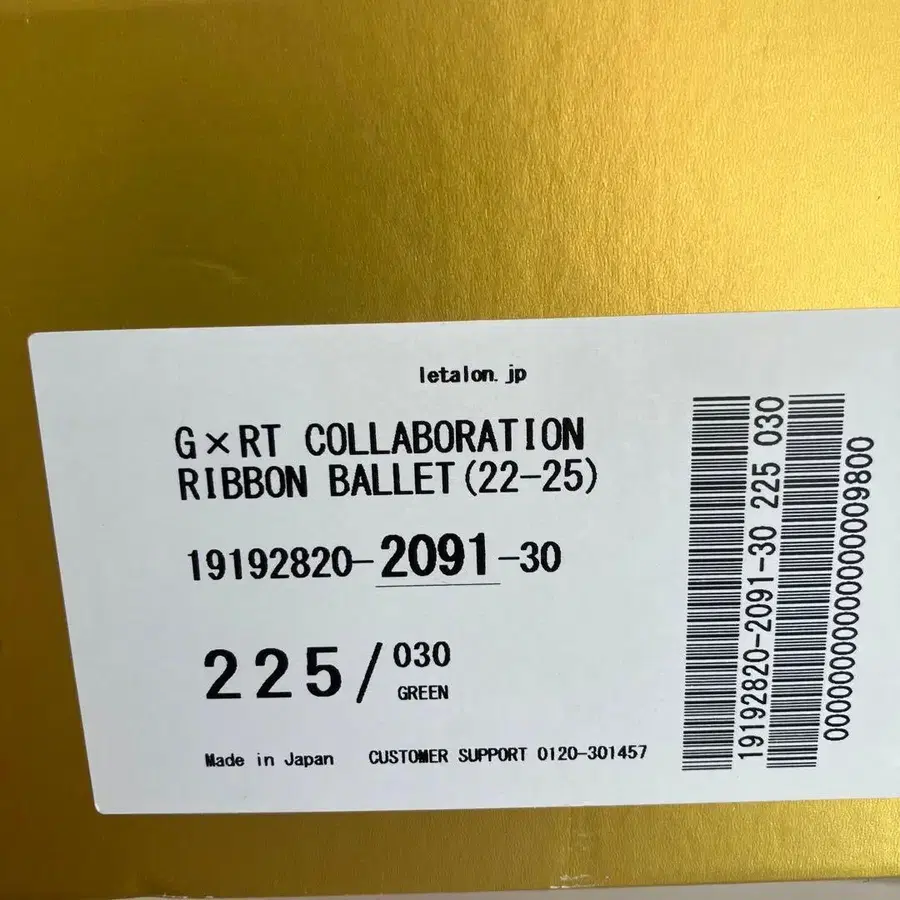 letalon.jp
G×RT COLLABORATION
RIBBON BALLET(22-25)
19192820-2091-30
225/030
GREEN
Made in Japan CUSTOMER SUPPORT 0120-301457
19192820-2091-30 225 030
00000000000000009800